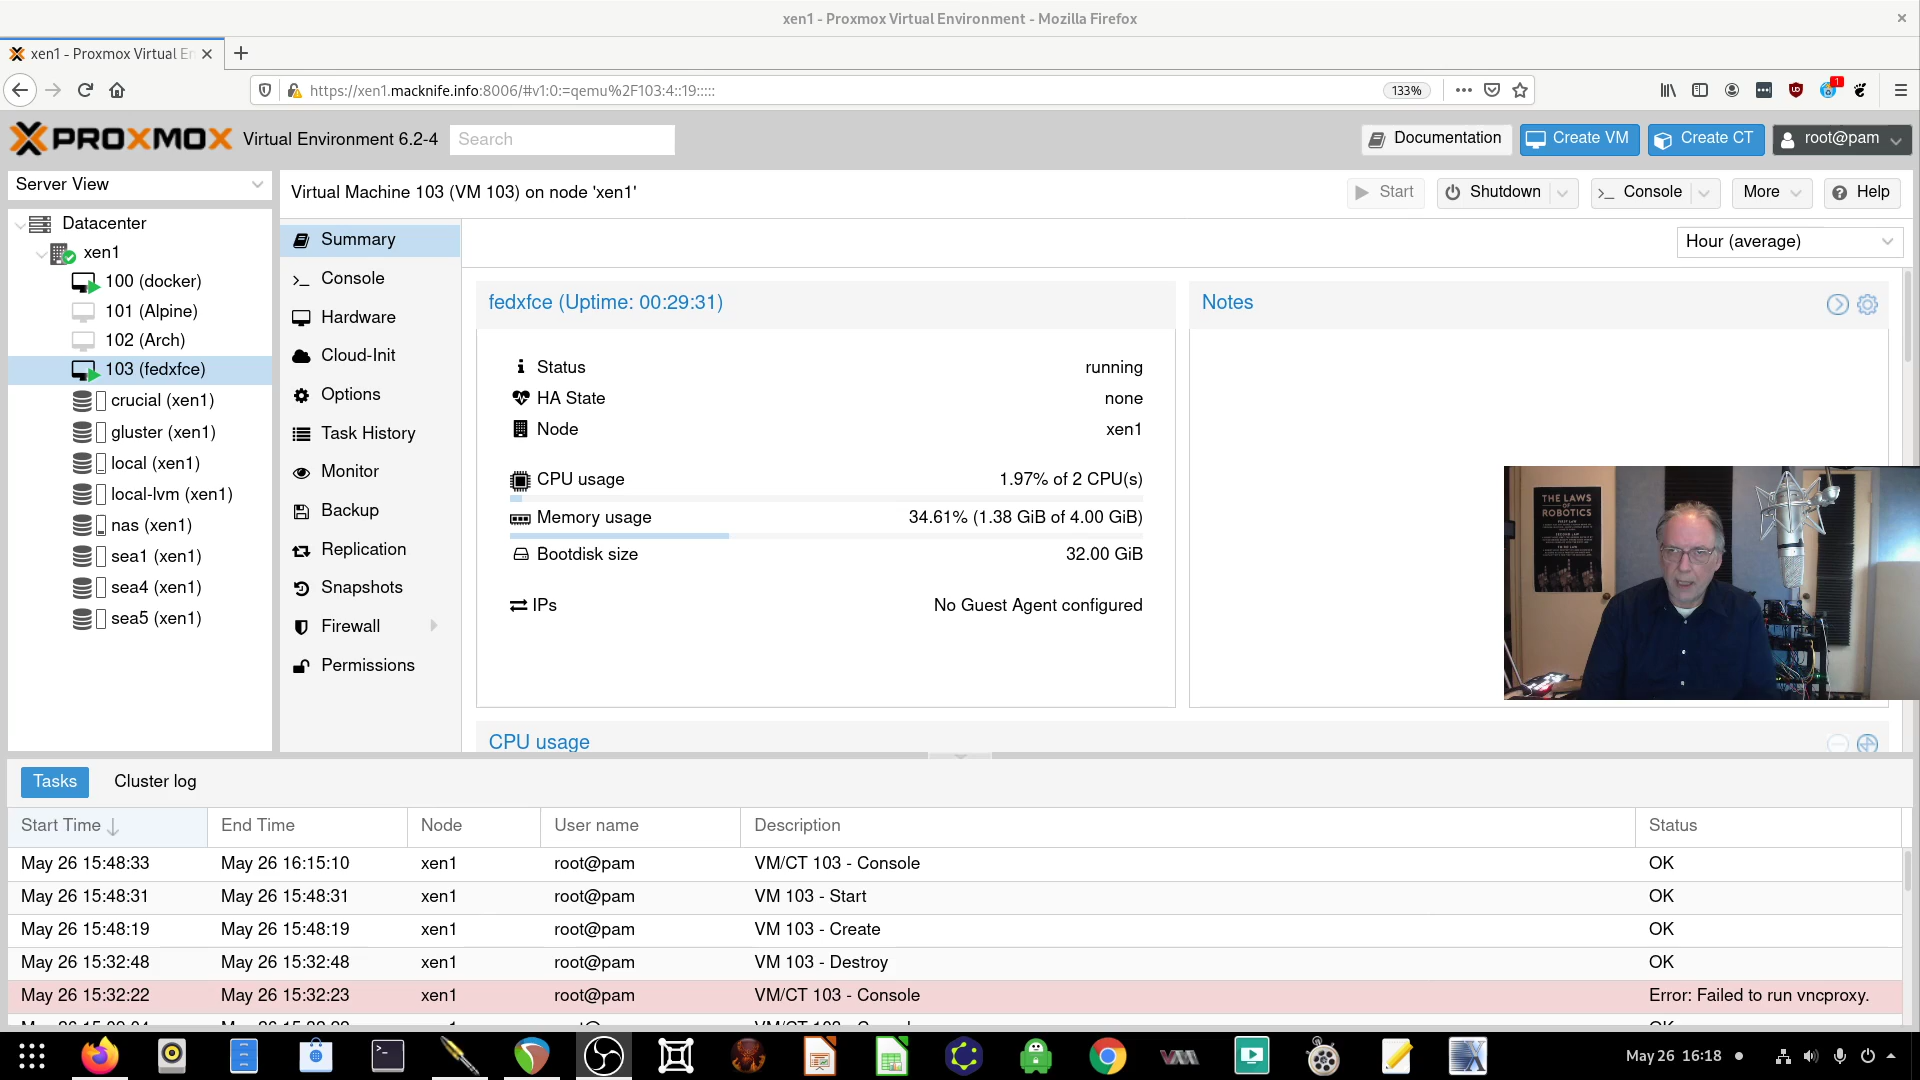 xen1 - Proxmox Virtual Environment - Mozilla Firefox
xen1 - Proxmox Virtual En
https://xen1.macknife.info:8006/#v1:0:=qemu%2F103:4::19:::::
133%
1
PROXMOX Virtual Environment 6.2-4 Search Documentation Create VM Create CT root@pam
Server View
Virtual Machine 103 (VM 103) on node 'xen1' Start Shutdown Console More Help
Datacenter
xen1
100 (docker)
101 (Alpine)
102 (Arch)
103 (fedxfce)
crucial (xen1)
gluster (xen1)
local (xen1)
local-lvm (xen1)
nas (xen1)
sea1 (xen1)
sea4 (xen1)
sea5 (xen1)
Summary
Console
Hardware
Cloud-Init
Options
Task History
Monitor
Backup
Replication
Snapshots
Firewall
Permissions
Hour (average)
fedxfce (Uptime: 00:29:31)
Status running
HA State none
Node xen1
CPU usage 1.97% of 2 CPU(s)
Memory usage 34.61% (1.38 GiB of 4.00 GiB)
Bootdisk size 32.00 GiB
IPs No Guest Agent configured
Notes
THE LAWS
OF
ROBOTICS
CPU usage
Tasks Cluster log
Start Time End Time Node User name Description Status
May 26 15:48:33 May 26 16:15:10 xen1 root@pam VM/CT 103 - Console OK
May 26 15:48:31 May 26 15:48:31 xen1 root@pam VM 103 - Start OK
May 26 15:48:19 May 26 15:48:19 xen1 root@pam VM 103 - Create OK
May 26 15:32:48 May 26 15:32:48 xen1 root@pam VM 103 - Destroy OK
May 26 15:32:22 May 26 15:32:23 xen1 root@pam VM/CT 103 - Console Error: Failed to run vncproxy.
May 26 16:18